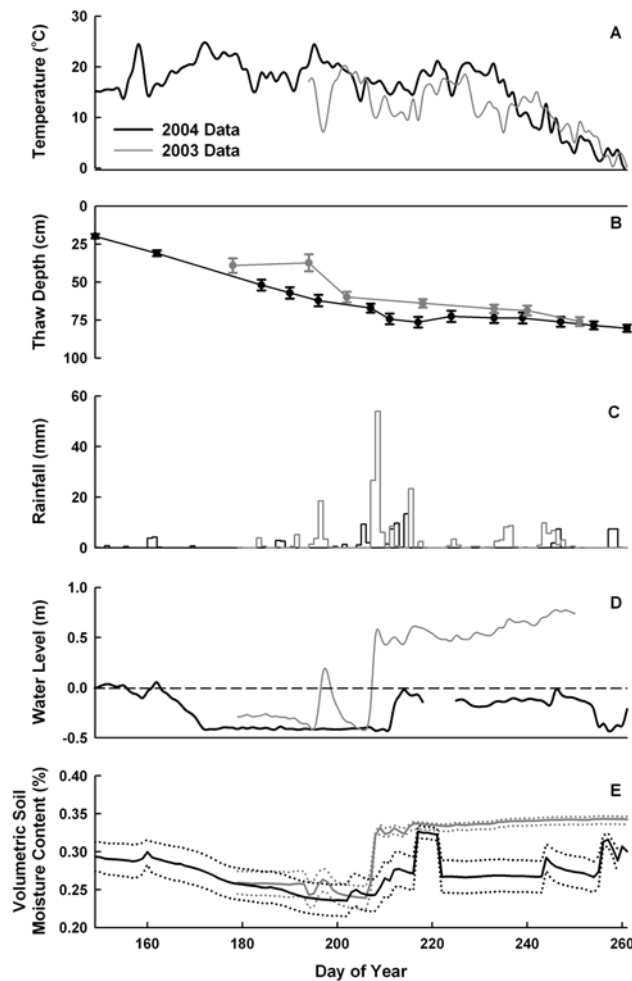 30
20
10
0
Temperature (°C)
A
2004 Data
2003 Data
0
25
50
75
100
Thaw Depth (cm)
B
60
40
20
0
Rainfall (mm)
C
1.0
0.5
0.0
-0.5
Water Level (m)
D
0.40
0.35
0.30
0.25
0.20
Volumetric Soil
Moisture Content (%)
E
160 180 200 220 240 260
Day of Year